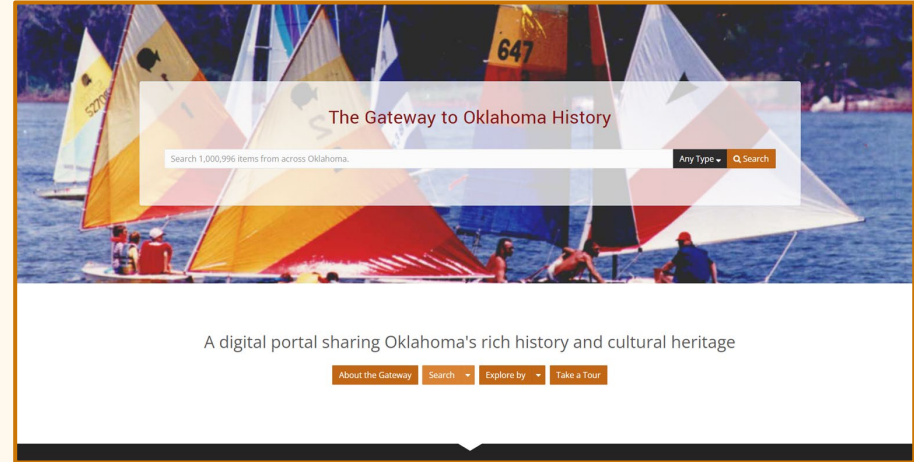 647
5270
The Gateway to Oklahoma History
Search 1,000,996 items from across Oklahoma.
Any Type
Search
A digital portal sharing Oklahoma's rich history and cultural heritage
About the Gateway
Search
Explore by
Take a Tour